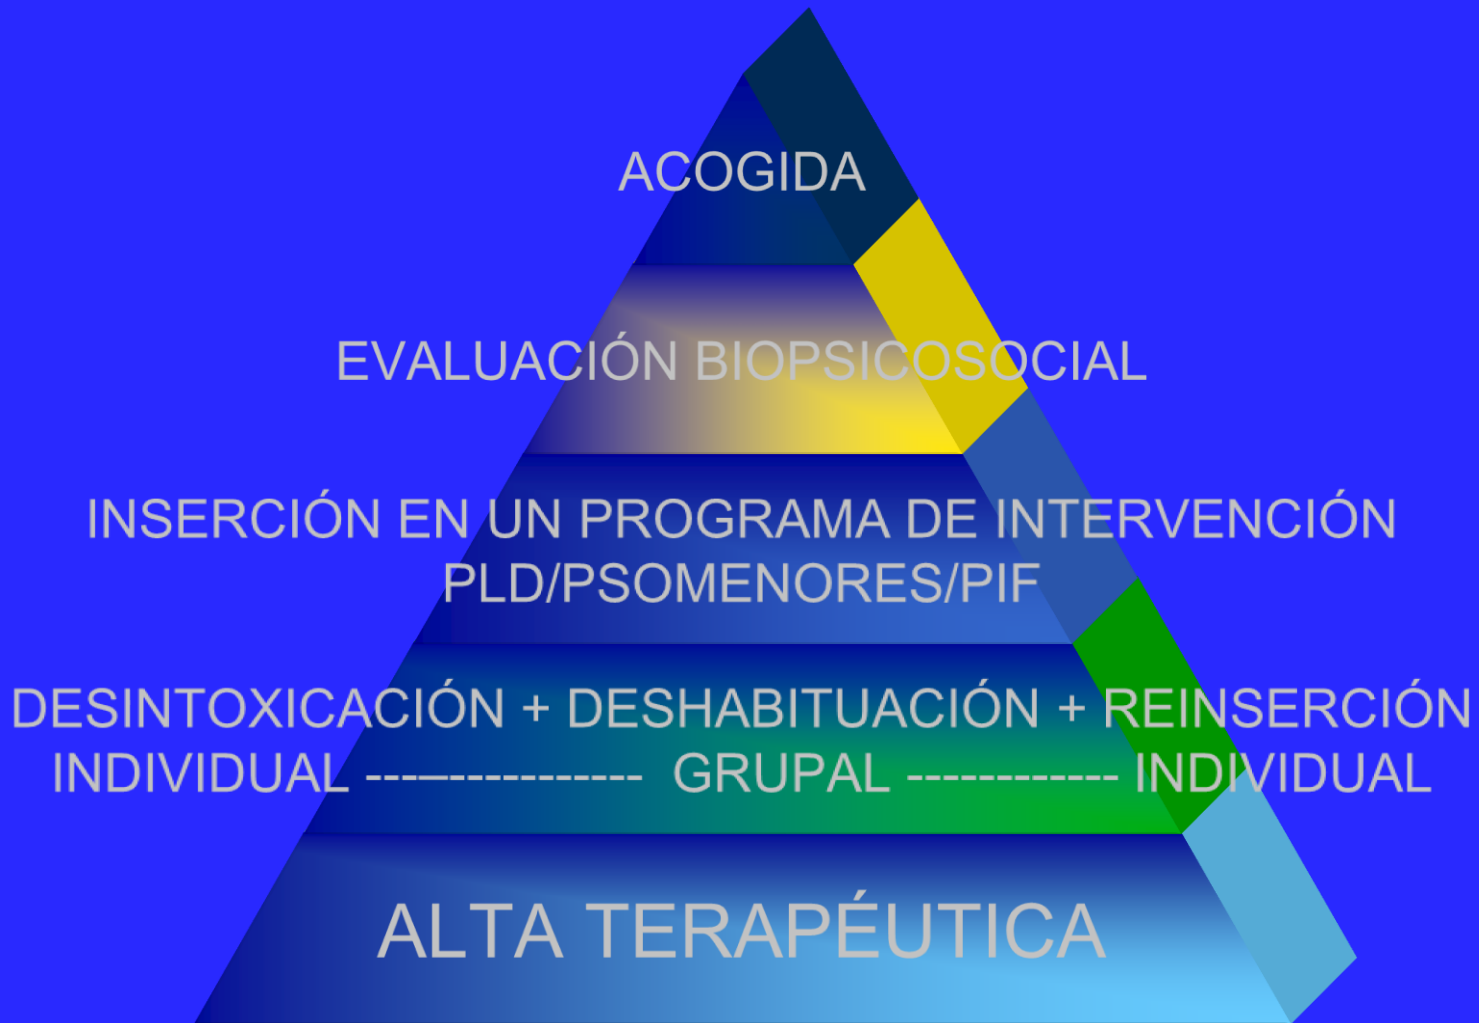 ACOGIDA
EVALUACIÓN BIOPSICOSOCIAL
INSERCIÓN EN UN PROGRAMA DE INTERVENCIÓN
PLD/PSOMENORES/PIF
DESINTOXICACIÓN + DESHABITUACIÓN + REINSERCIÓN
INDIVIDUAL ---–----------- GRUPAL ------------ INDIVIDUAL
ALTA TERAPÉUTICA